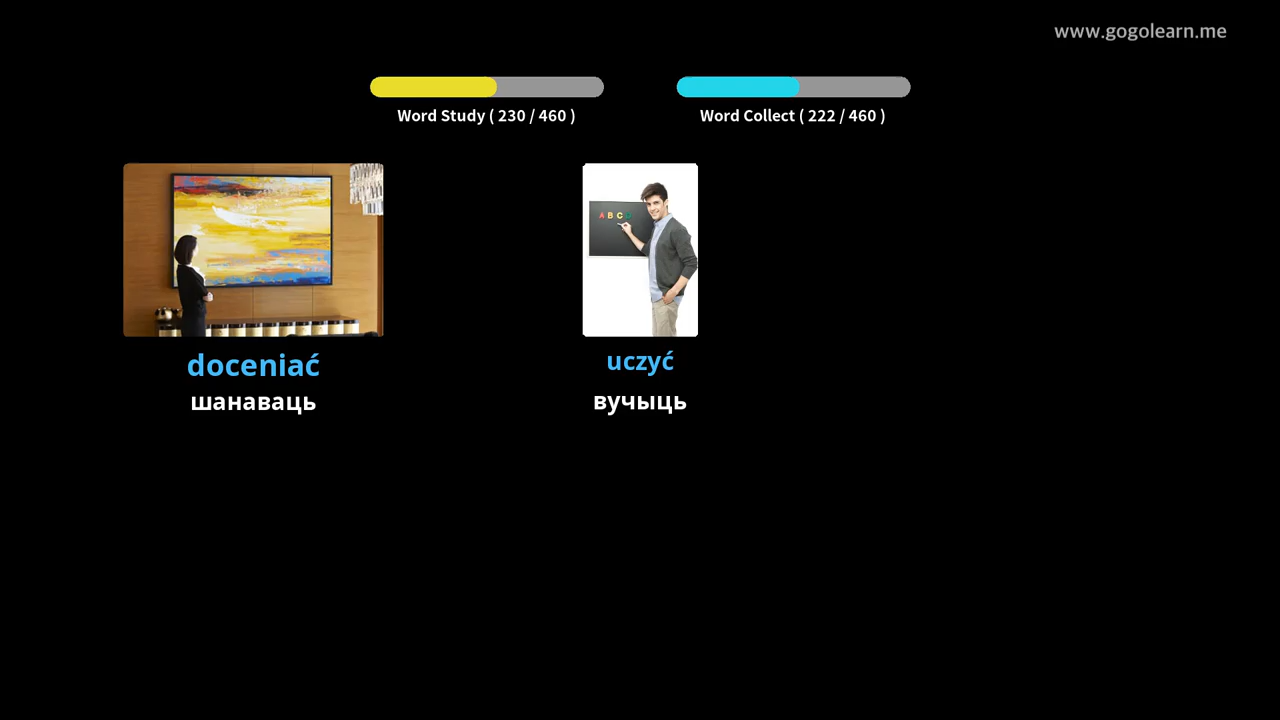 www.gogolearn.me
Word Study ( 230 / 460 )
Word Collect ( 222 / 460 )
A B C
doceniać
uczyć
шанаваць
вучыць